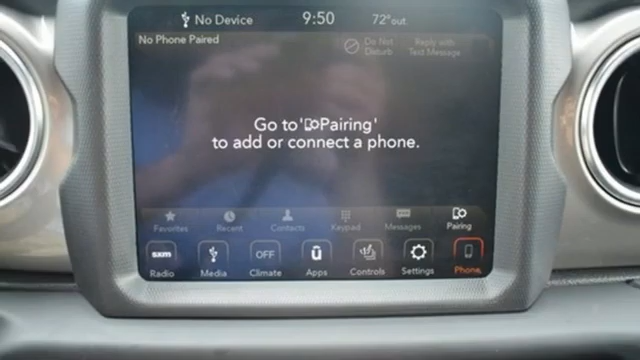 No Device 9:50 72°out
No Phone Paired
Do Not Disturb
Reply with Text Message
Go to 'Pairing'
to add or connect a phone.
Favorites Recent Contacts Keypad Messages Pairing
sxm OFF ū
Radio Media Climate Apps Controls Settings Phone